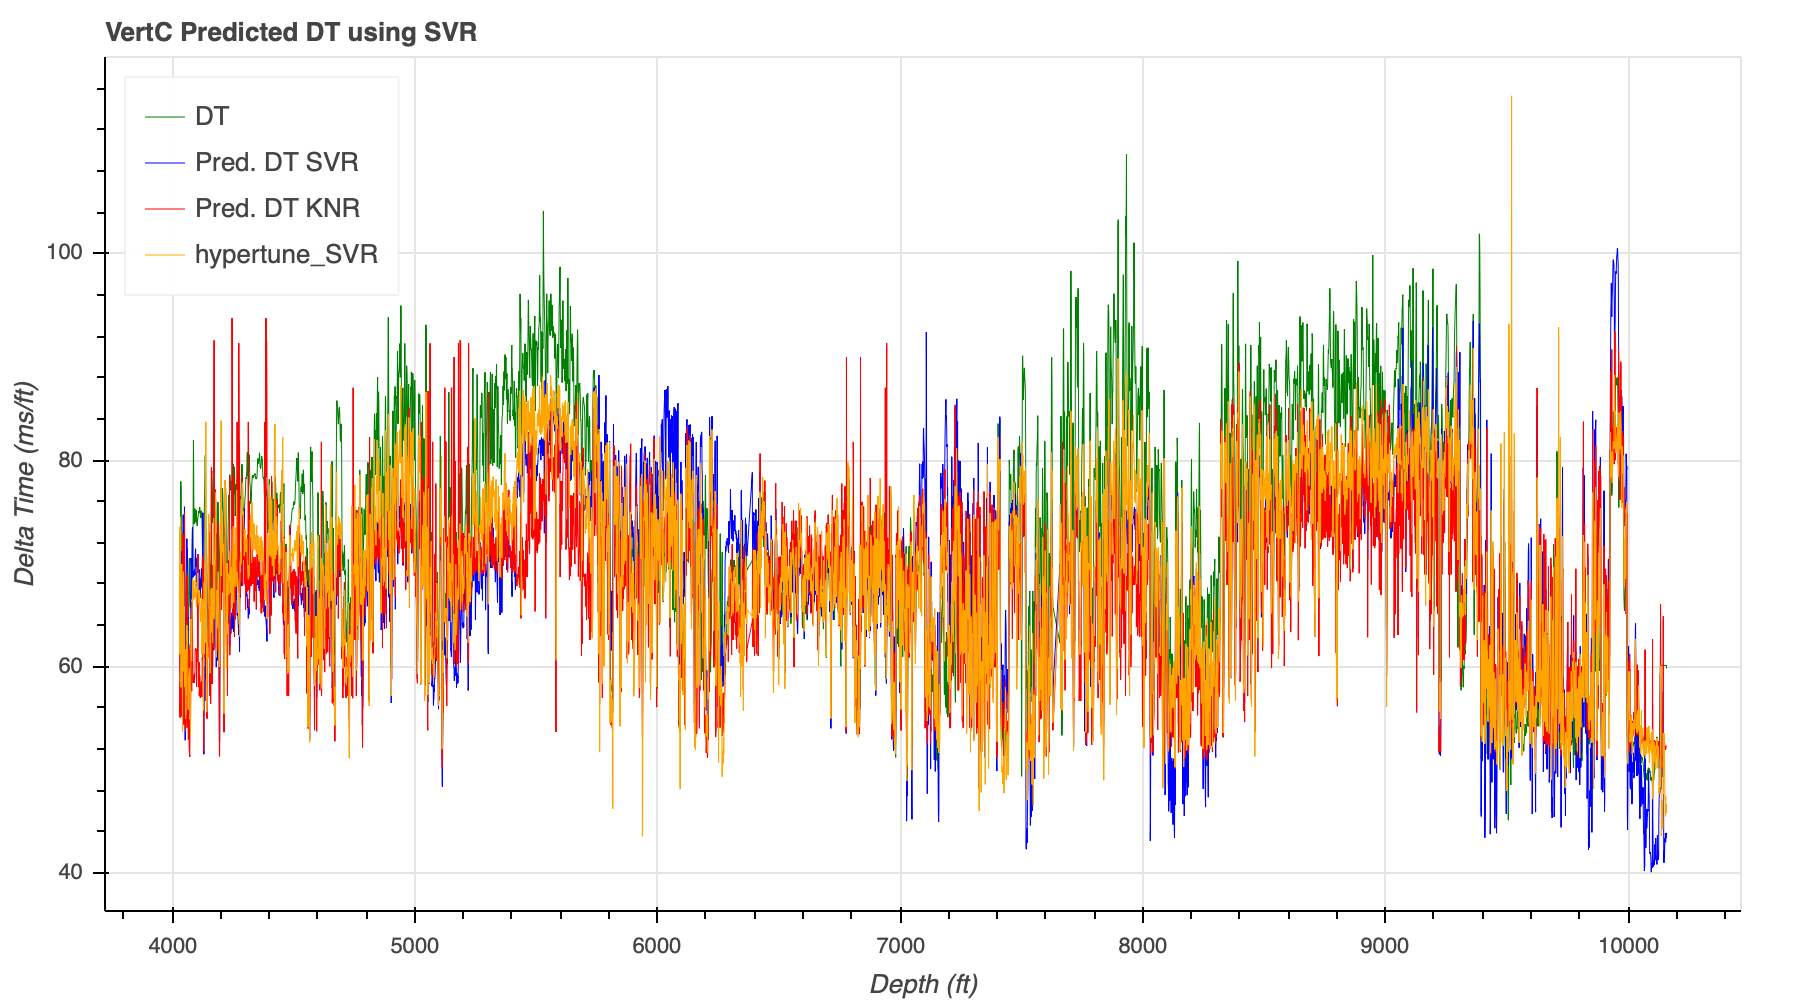 VertC Predicted DT using SVR
DT
Pred. DT SVR
Pred. DT KNR
hypertune_SVR
Delta Time (ms/ft)
100
80
60
40
4000 5000 6000 7000 8000 9000 10000
Depth (ft)